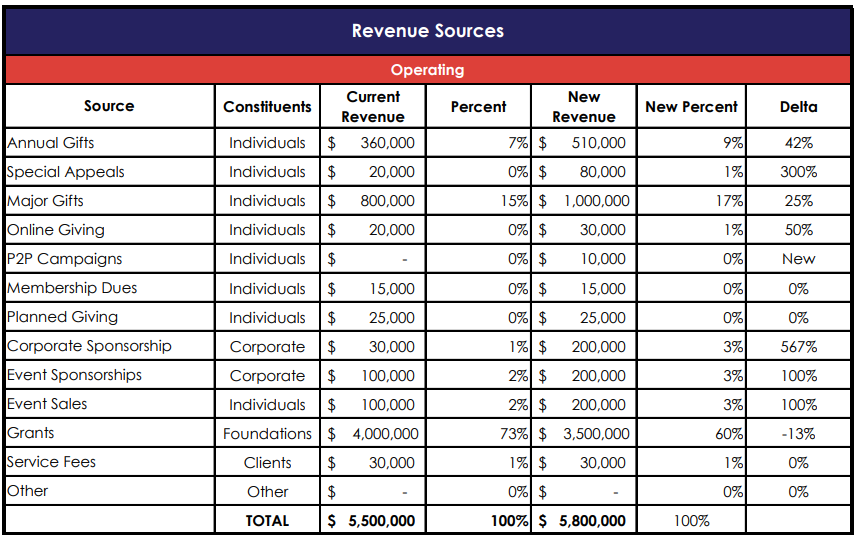 Revenue Sources
Operating
Source Constituents Current Revenue Percent New Revenue New Percent Delta
Annual Gifts Individuals $ 360,000 7% $ 510,000 9% 42%
Special Appeals Individuals $ 20,000 0% $ 80,000 1% 300%
Major Gifts Individuals $ 800,000 15% $ 1,000,000 17% 25%
Online Giving Individuals $ 20,000 0% $ 30,000 1% 50%
P2P Campaigns Individuals $ - 0% $ 10,000 0% New
Membership Dues Individuals $ 15,000 0% $ 15,000 0% 0%
Planned Giving Individuals $ 25,000 0% $ 25,000 0% 0%
Corporate Sponsorship Corporate $ 30,000 1% $ 200,000 3% 567%
Event Sponsorships Corporate $ 100,000 2% $ 200,000 3% 100%
Event Sales Individuals $ 100,000 2% $ 200,000 3% 100%
Grants Foundations $ 4,000,000 73% $ 3,500,000 60% -13%
Service Fees Clients $ 30,000 1% $ 30,000 1% 0%
Other Other $ - 0% $ - 0% 0%
TOTAL $ 5,500,000 100% $ 5,800,000 100%